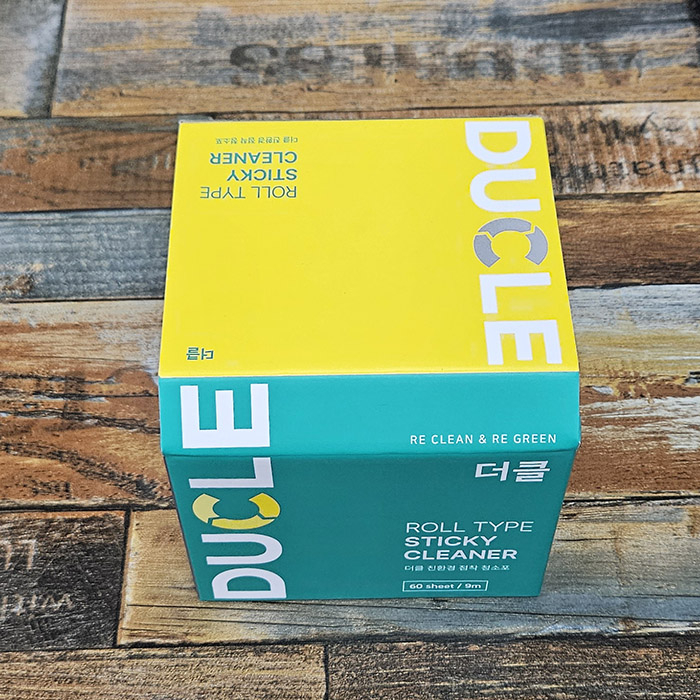 더클 친환경 점착 청소포
ROLL TYPE
STICKY
CLEANER
DUCLE
더클
DUCLE
RE CLEAN & RE GREEN
더클
ROLL TYPE
STICKY
CLEANER
더클 친환경 점착 청소포
60 sheet / 9m